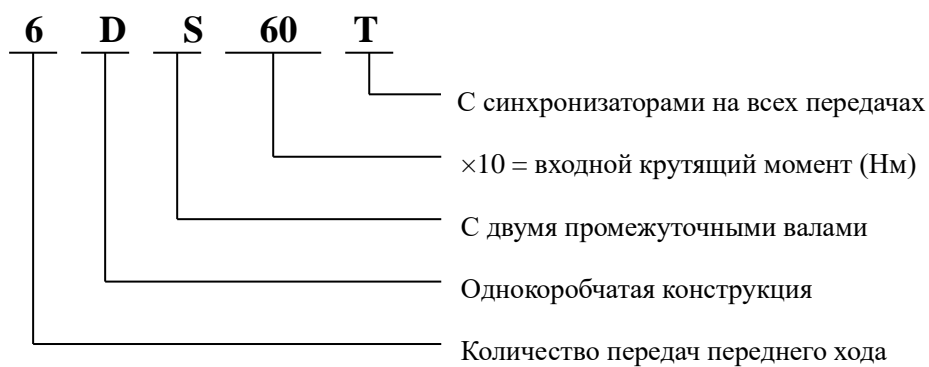 6 D S 60 T
С синхронизаторами на всех передачах
×10 = входной крутящий момент (Нм)
С двумя промежуточными валами
Однокоробчатая конструкция
Количество передач переднего хода